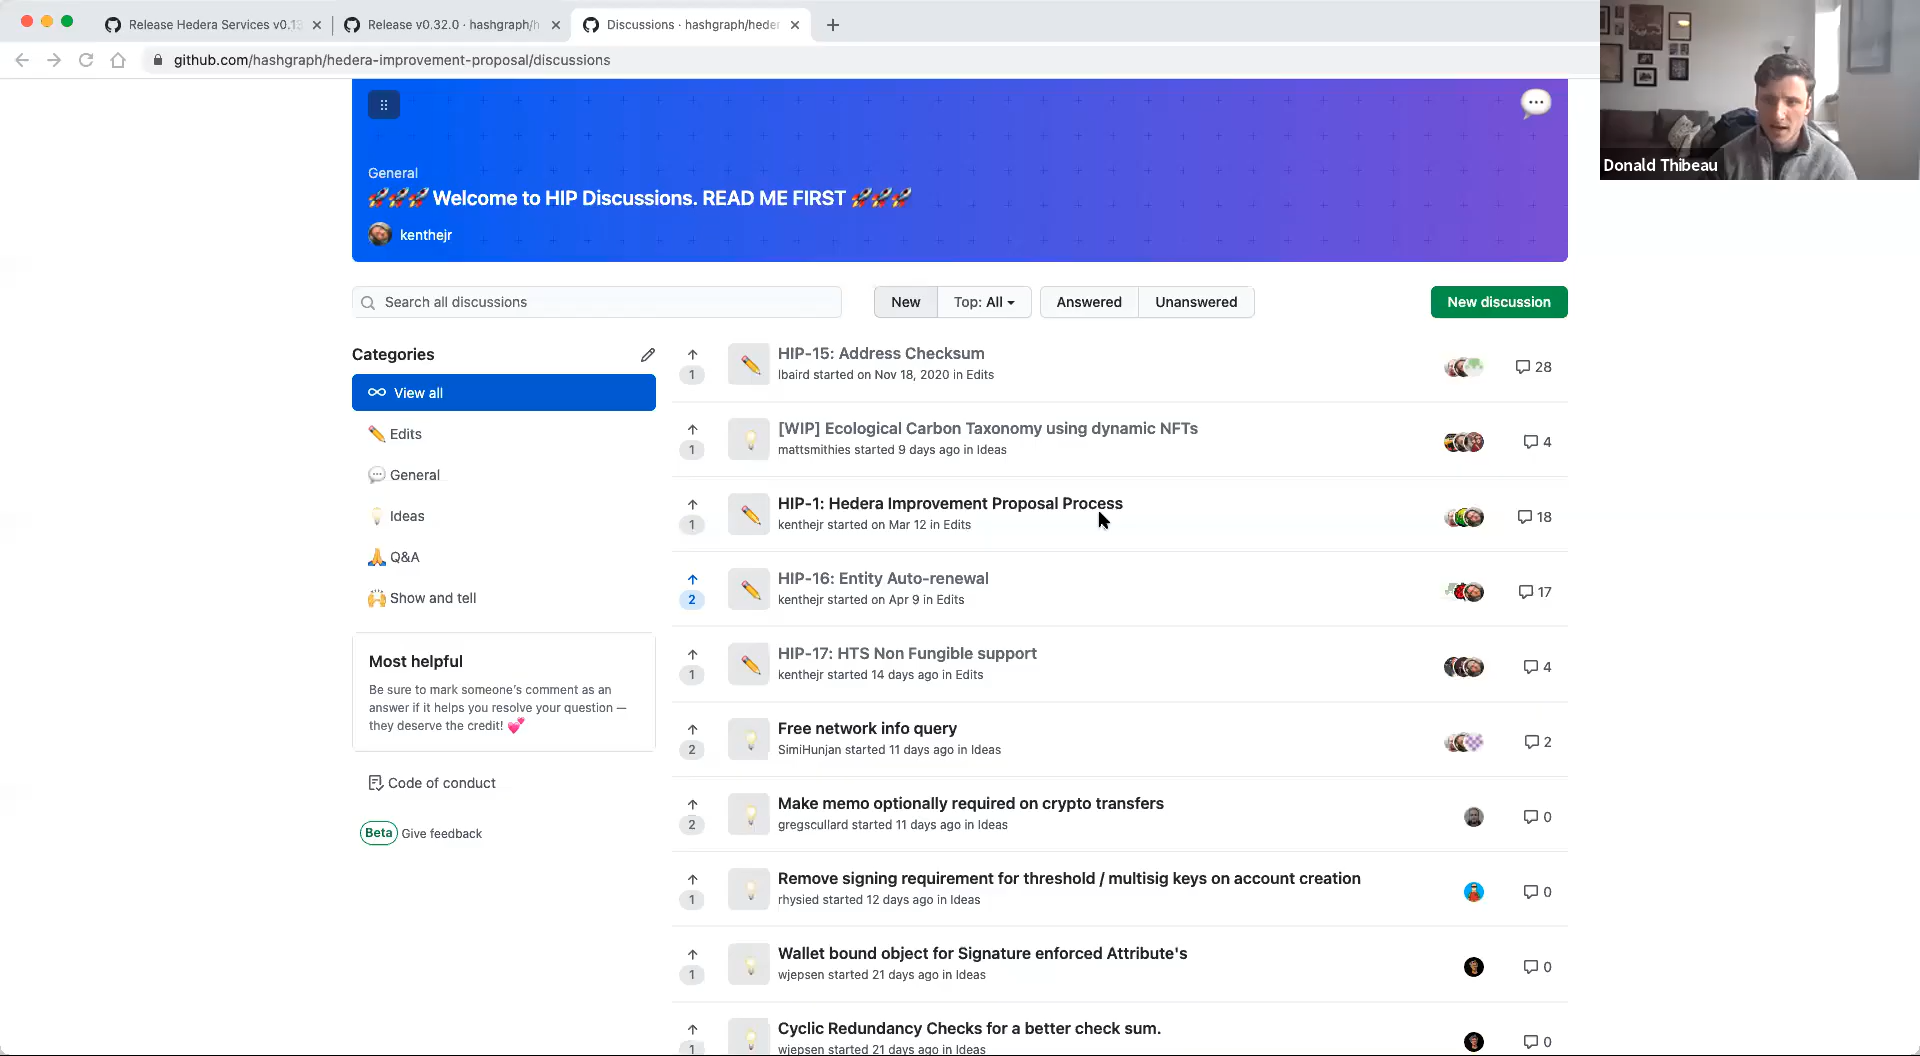 Release Hedera Services v0.13
Release v0.32.0 · hashgraph/h
Discussions · hashgraph/heder
github.com/hashgraph/hedera-improvement-proposal/discussions
Donald Thibeau
General
🚀🚀🚀 Welcome to HIP Discussions. READ ME FIRST 🚀🚀🚀
kenthejr
Search all discussions
New
Top: All
Answered
Unanswered
New discussion
Categories
View all
Edits
General
Ideas
Q&A
Show and tell
Most helpful
Be sure to mark someone's comment as an
answer if it helps you resolve your question —
they deserve the credit! 💕
Code of conduct
Beta Give feedback
1
HIP-15: Address Checksum
lbaird started on Nov 18, 2020 in Edits
28
1
[WIP] Ecological Carbon Taxonomy using dynamic NFTs
mattsmithies started 9 days ago in Ideas
4
1
HIP-1: Hedera Improvement Proposal Process
kenthejr started on Mar 12 in Edits
18
2
HIP-16: Entity Auto-renewal
kenthejr started on Apr 9 in Edits
17
1
HIP-17: HTS Non Fungible support
kenthejr started 14 days ago in Edits
4
2
Free network info query
SimiHunjan started 11 days ago in Ideas
2
2
Make memo optionally required on crypto transfers
gregscullard started 11 days ago in Ideas
0
1
Remove signing requirement for threshold / multisig keys on account creation
rhysied started 12 days ago in Ideas
0
1
Wallet bound object for Signature enforced Attribute's
wjepsen started 21 days ago in Ideas
0
1
Cyclic Redundancy Checks for a better check sum.
wjepsen started 21 days ago in Ideas
0